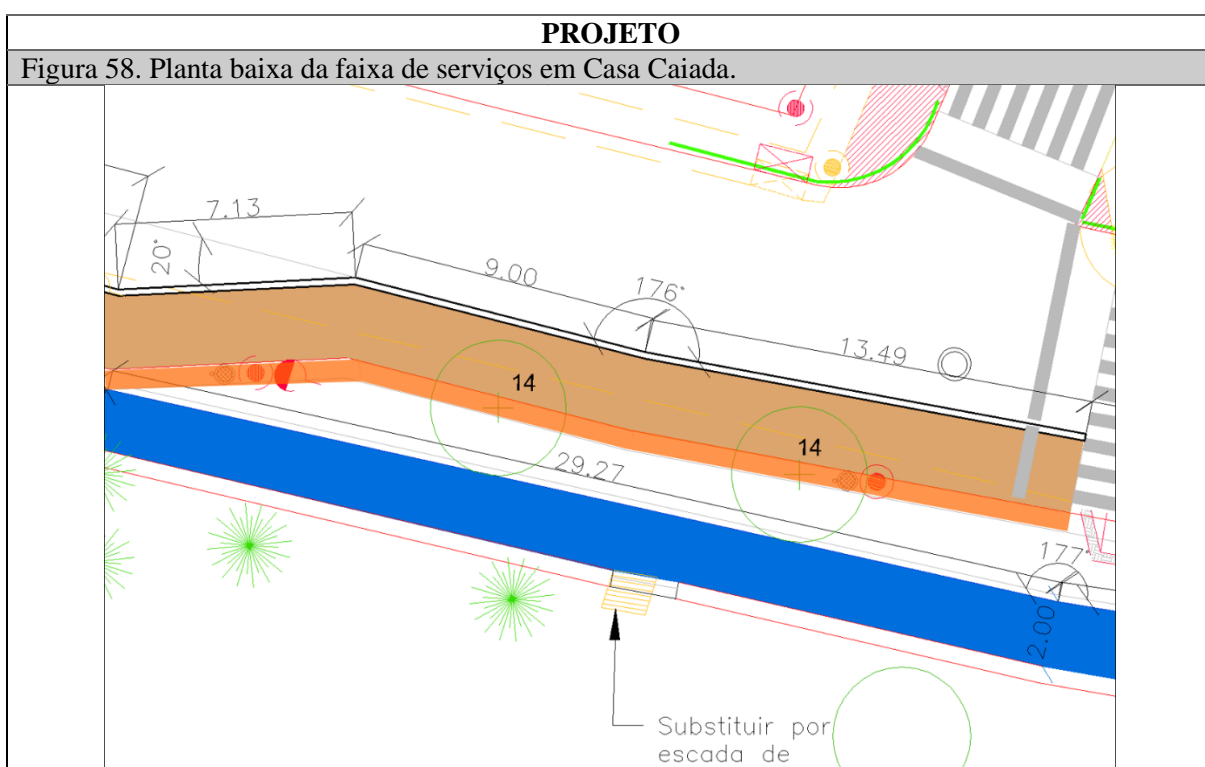 PROJETO
Figura 58. Planta baixa da faixa de serviços em Casa Caiada.
7.13
20°
9.00
176°
13.49
14
14
29.27
177°
2.00
Substituir por
escada de